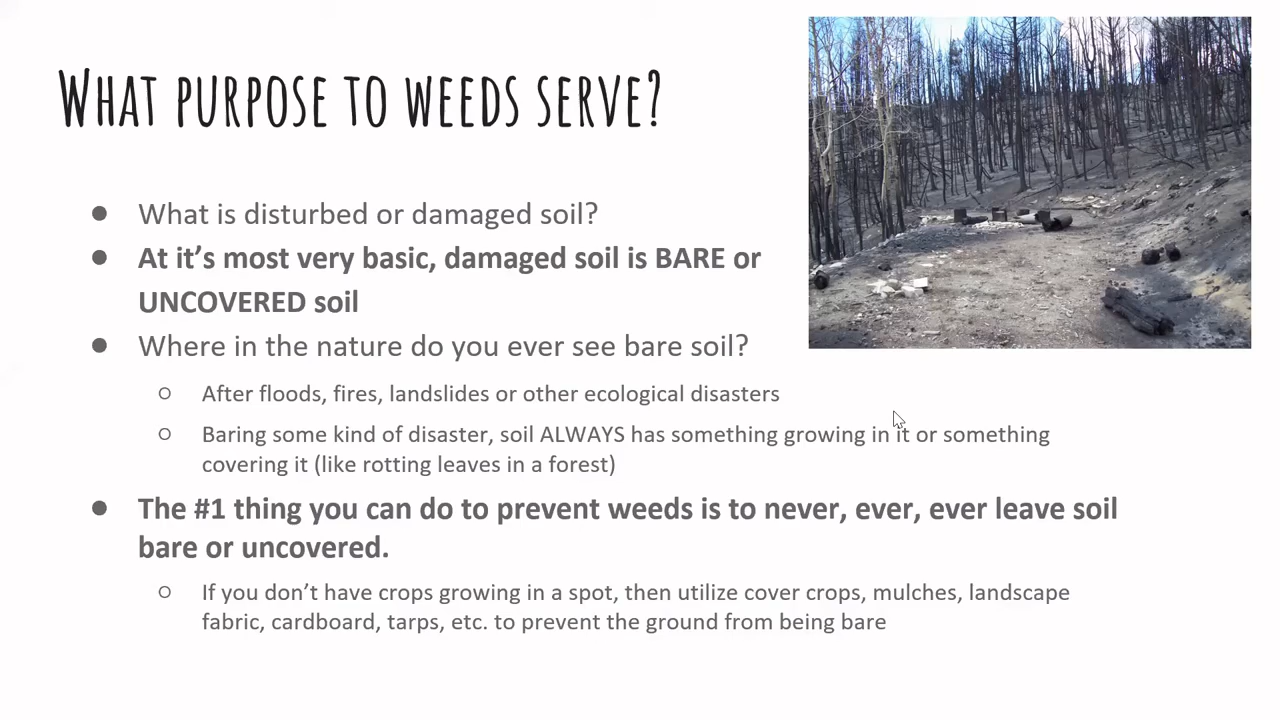 What purpose to weeds serve?
● What is disturbed or damaged soil?
● At it’s most very basic, damaged soil is BARE or
UNCOVERED soil
● Where in the nature do you ever see bare soil?
○ After floods, fires, landslides or other ecological disasters
○ Baring some kind of disaster, soil ALWAYS has something growing in it or something
covering it (like rotting leaves in a forest)
● The #1 thing you can do to prevent weeds is to never, ever, ever leave soil
bare or uncovered.
○ If you don’t have crops growing in a spot, then utilize cover crops, mulches, landscape
fabric, cardboard, tarps, etc. to prevent the ground from being bare